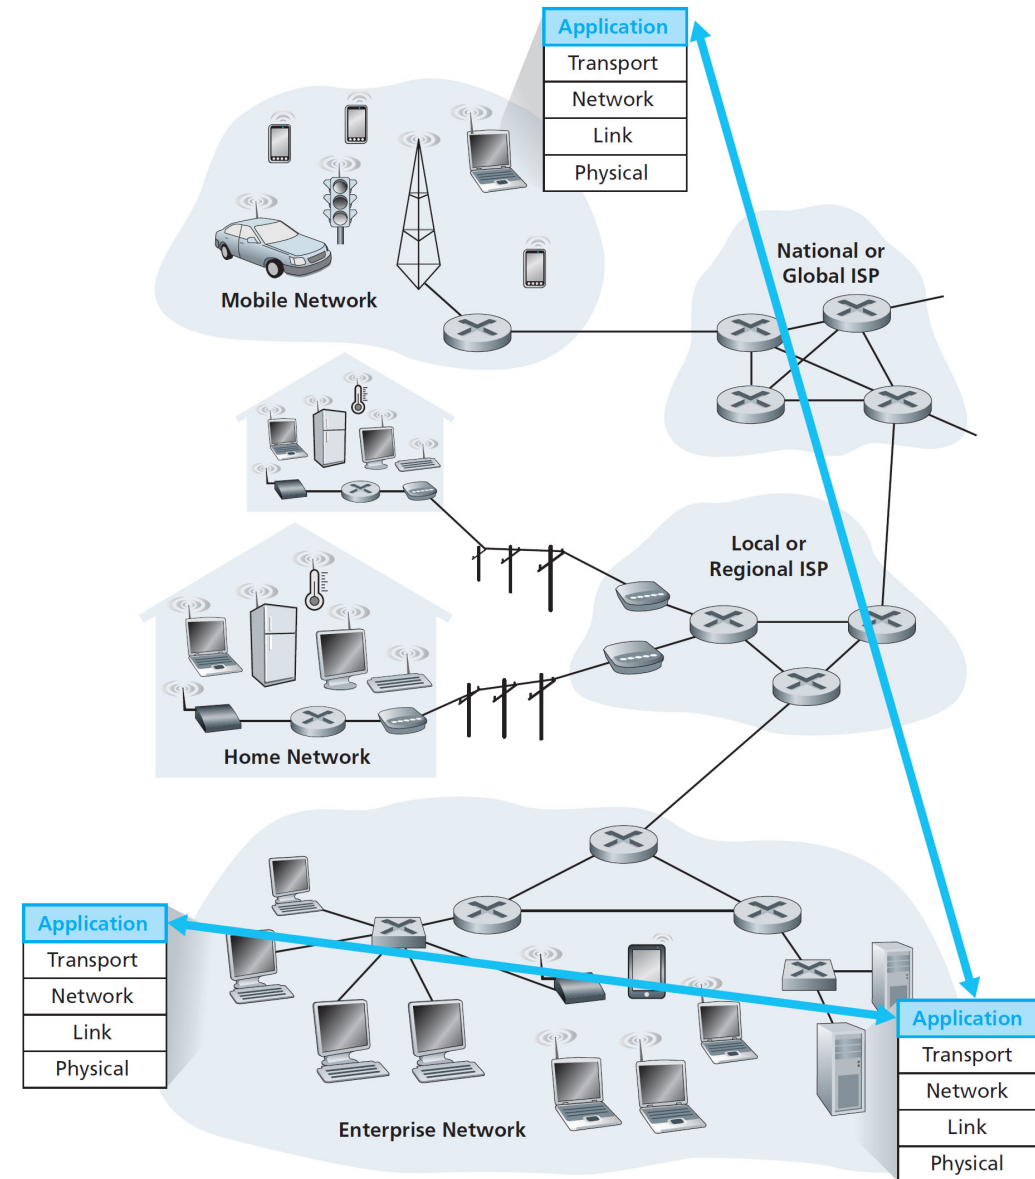 Application
Transport
Network
Link
Physical
Mobile Network
National or
Global ISP
Local or
Regional ISP
Home Network
Application
Transport
Network
Link
Physical
Enterprise Network
Application
Transport
Network
Link
Physical